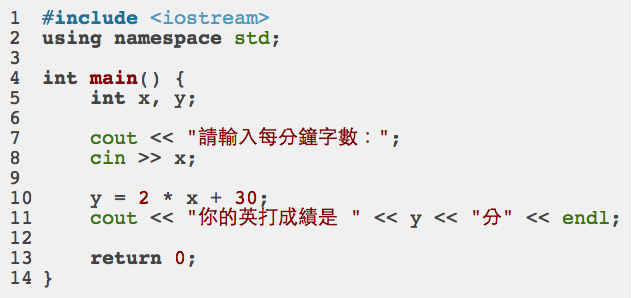 1 #include <iostream>
2 using namespace std;
3
4 int main() {
5     int x, y;
6
7     cout << "請輸入每分鐘字數：";
8     cin >> x;
9
10     y = 2 * x + 30;
11     cout << "你的英打成績是 " << y << "分" << endl;
12
13     return 0;
14 }